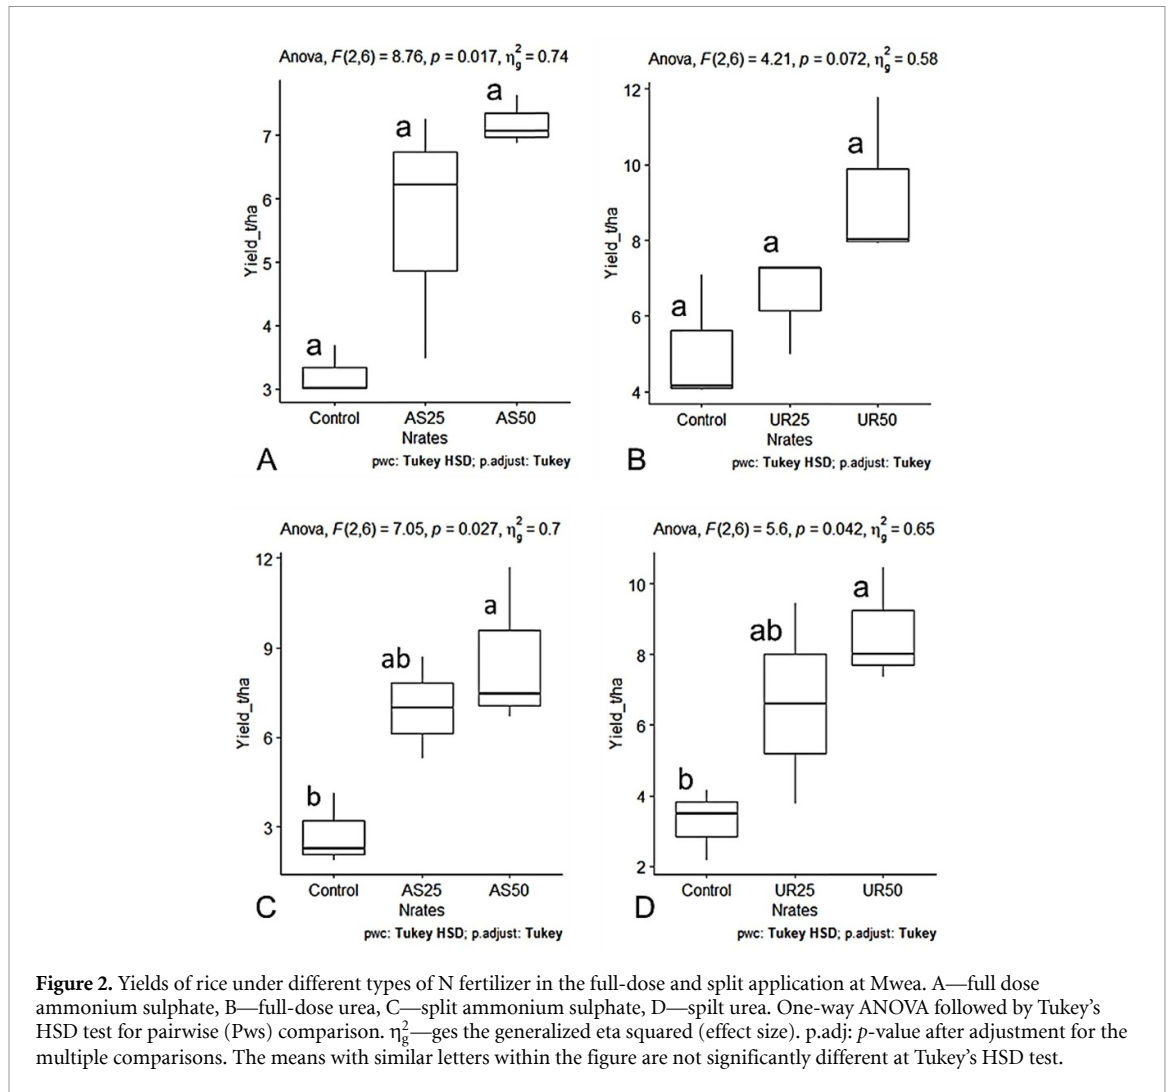 Anova, F(2,6) = 8.76, p = 0.017, η²g = 0.74
a
a
a
7
6
5
4
3
Yield_t/ha
Control AS25 AS50
Nrates
A
pwc: Tukey HSD; p.adjust: Tukey
Anova, F(2,6) = 4.21, p = 0.072, η²g = 0.58
a
a
a
12
10
8
6
4
Yield_t/ha
Control UR25 UR50
Nrates
B
pwc: Tukey HSD; p.adjust: Tukey
Anova, F(2,6) = 7.05, p = 0.027, η²g = 0.7
b
ab
a
12
9
6
3
Yield_t/ha
Control AS25 AS50
Nrates
C
pwc: Tukey HSD; p.adjust: Tukey
Anova, F(2,6) = 5.6, p = 0.042, η²g = 0.65
b
ab
a
10
8
6
4
2
Yield_t/ha
Control UR25 UR50
Nrates
D
pwc: Tukey HSD; p.adjust: Tukey
Figure 2. Yields of rice under different types of N fertilizer in the full-dose and split application at Mwea. A—full dose
ammonium sulphate, B—full-dose urea, C—split ammonium sulphate, D—spilt urea. One-way ANOVA followed by Tukey's
HSD test for pairwise (Pws) comparison. η²g—ges the generalized eta squared (effect size). p.adj: p-value after adjustment for the
multiple comparisons. The means with similar letters within the figure are not significantly different at Tukey's HSD test.